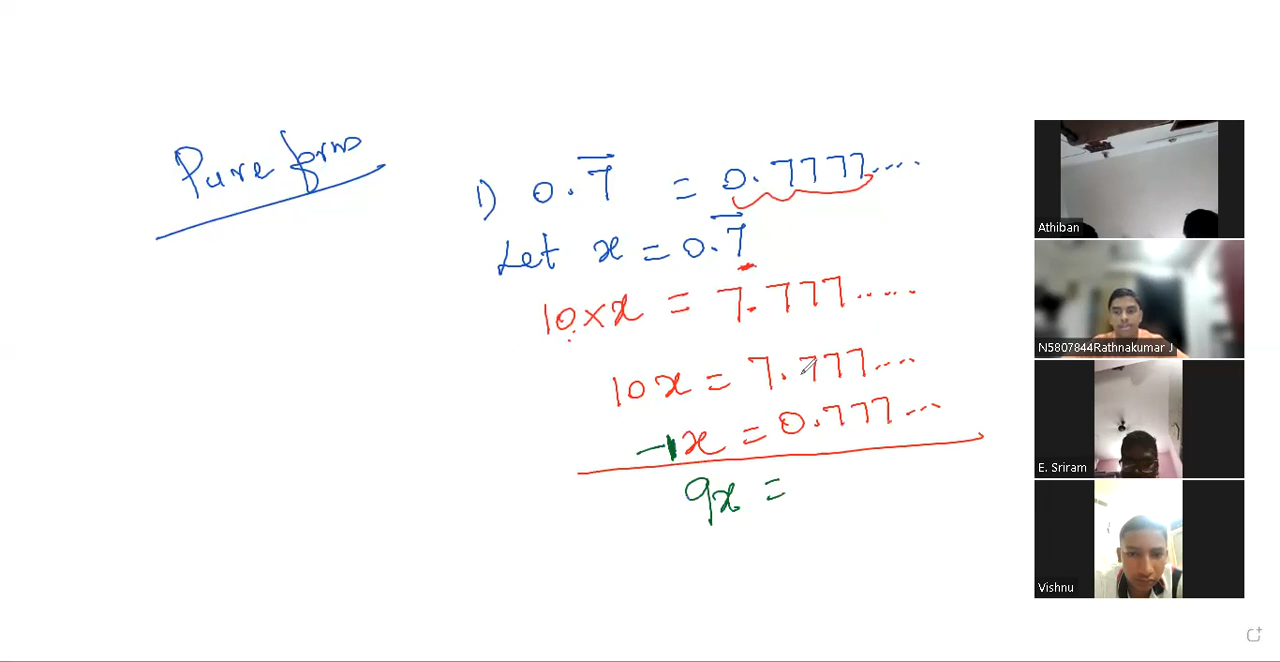 Pure form
1) 0.7̅ = 0.7777....
Let x = 0.7̅
10×x = 7.777.....
10x = 7.777...
-1x = 0.777...
9x =
Athiban
N5807844Rathnakumar J
E. Sriram
Vishnu